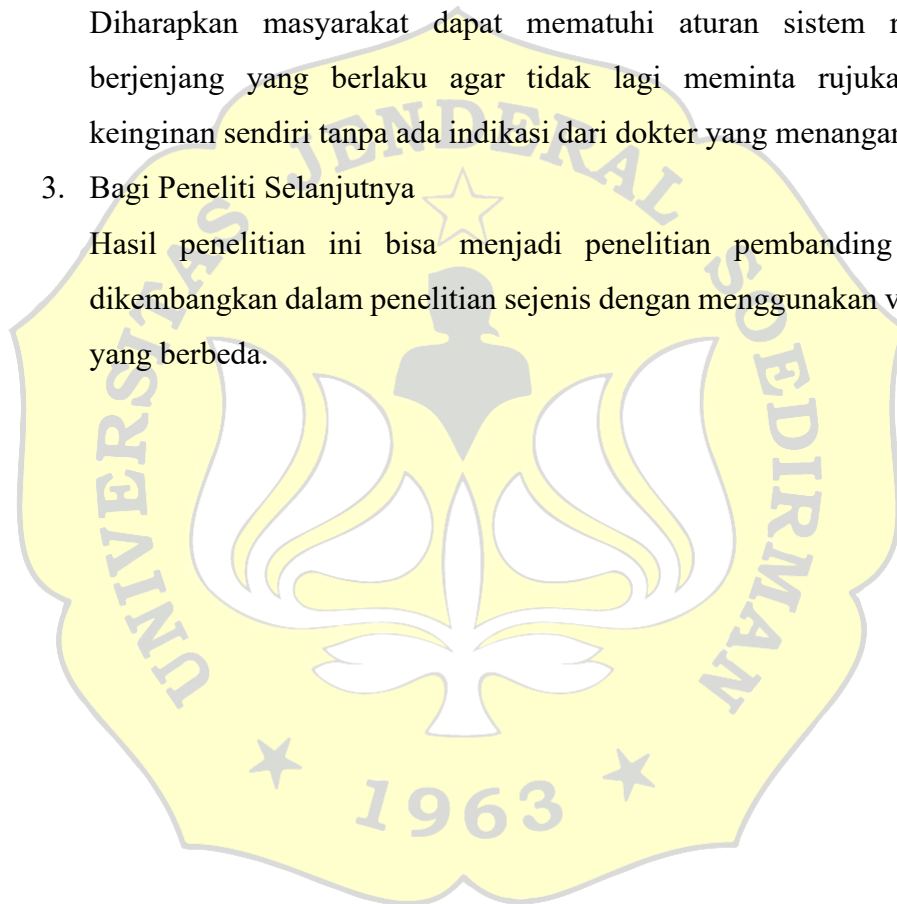 Diharapkan masyarakat dapat mematuhi aturan sistem
berjenjang yang berlaku agar tidak lagi meminta
keinginan sendiri tanpa ada indikasi dari dokter yang
3. Bagi Peneliti Selanjutnya
Hasil penelitian ini bisa menjadi penelitian pembanding
dikembangkan dalam penelitian sejenis dengan menggunakan
yang berbeda.
UNIVERSITAS JENDERAL SOEDIRMAN
1963